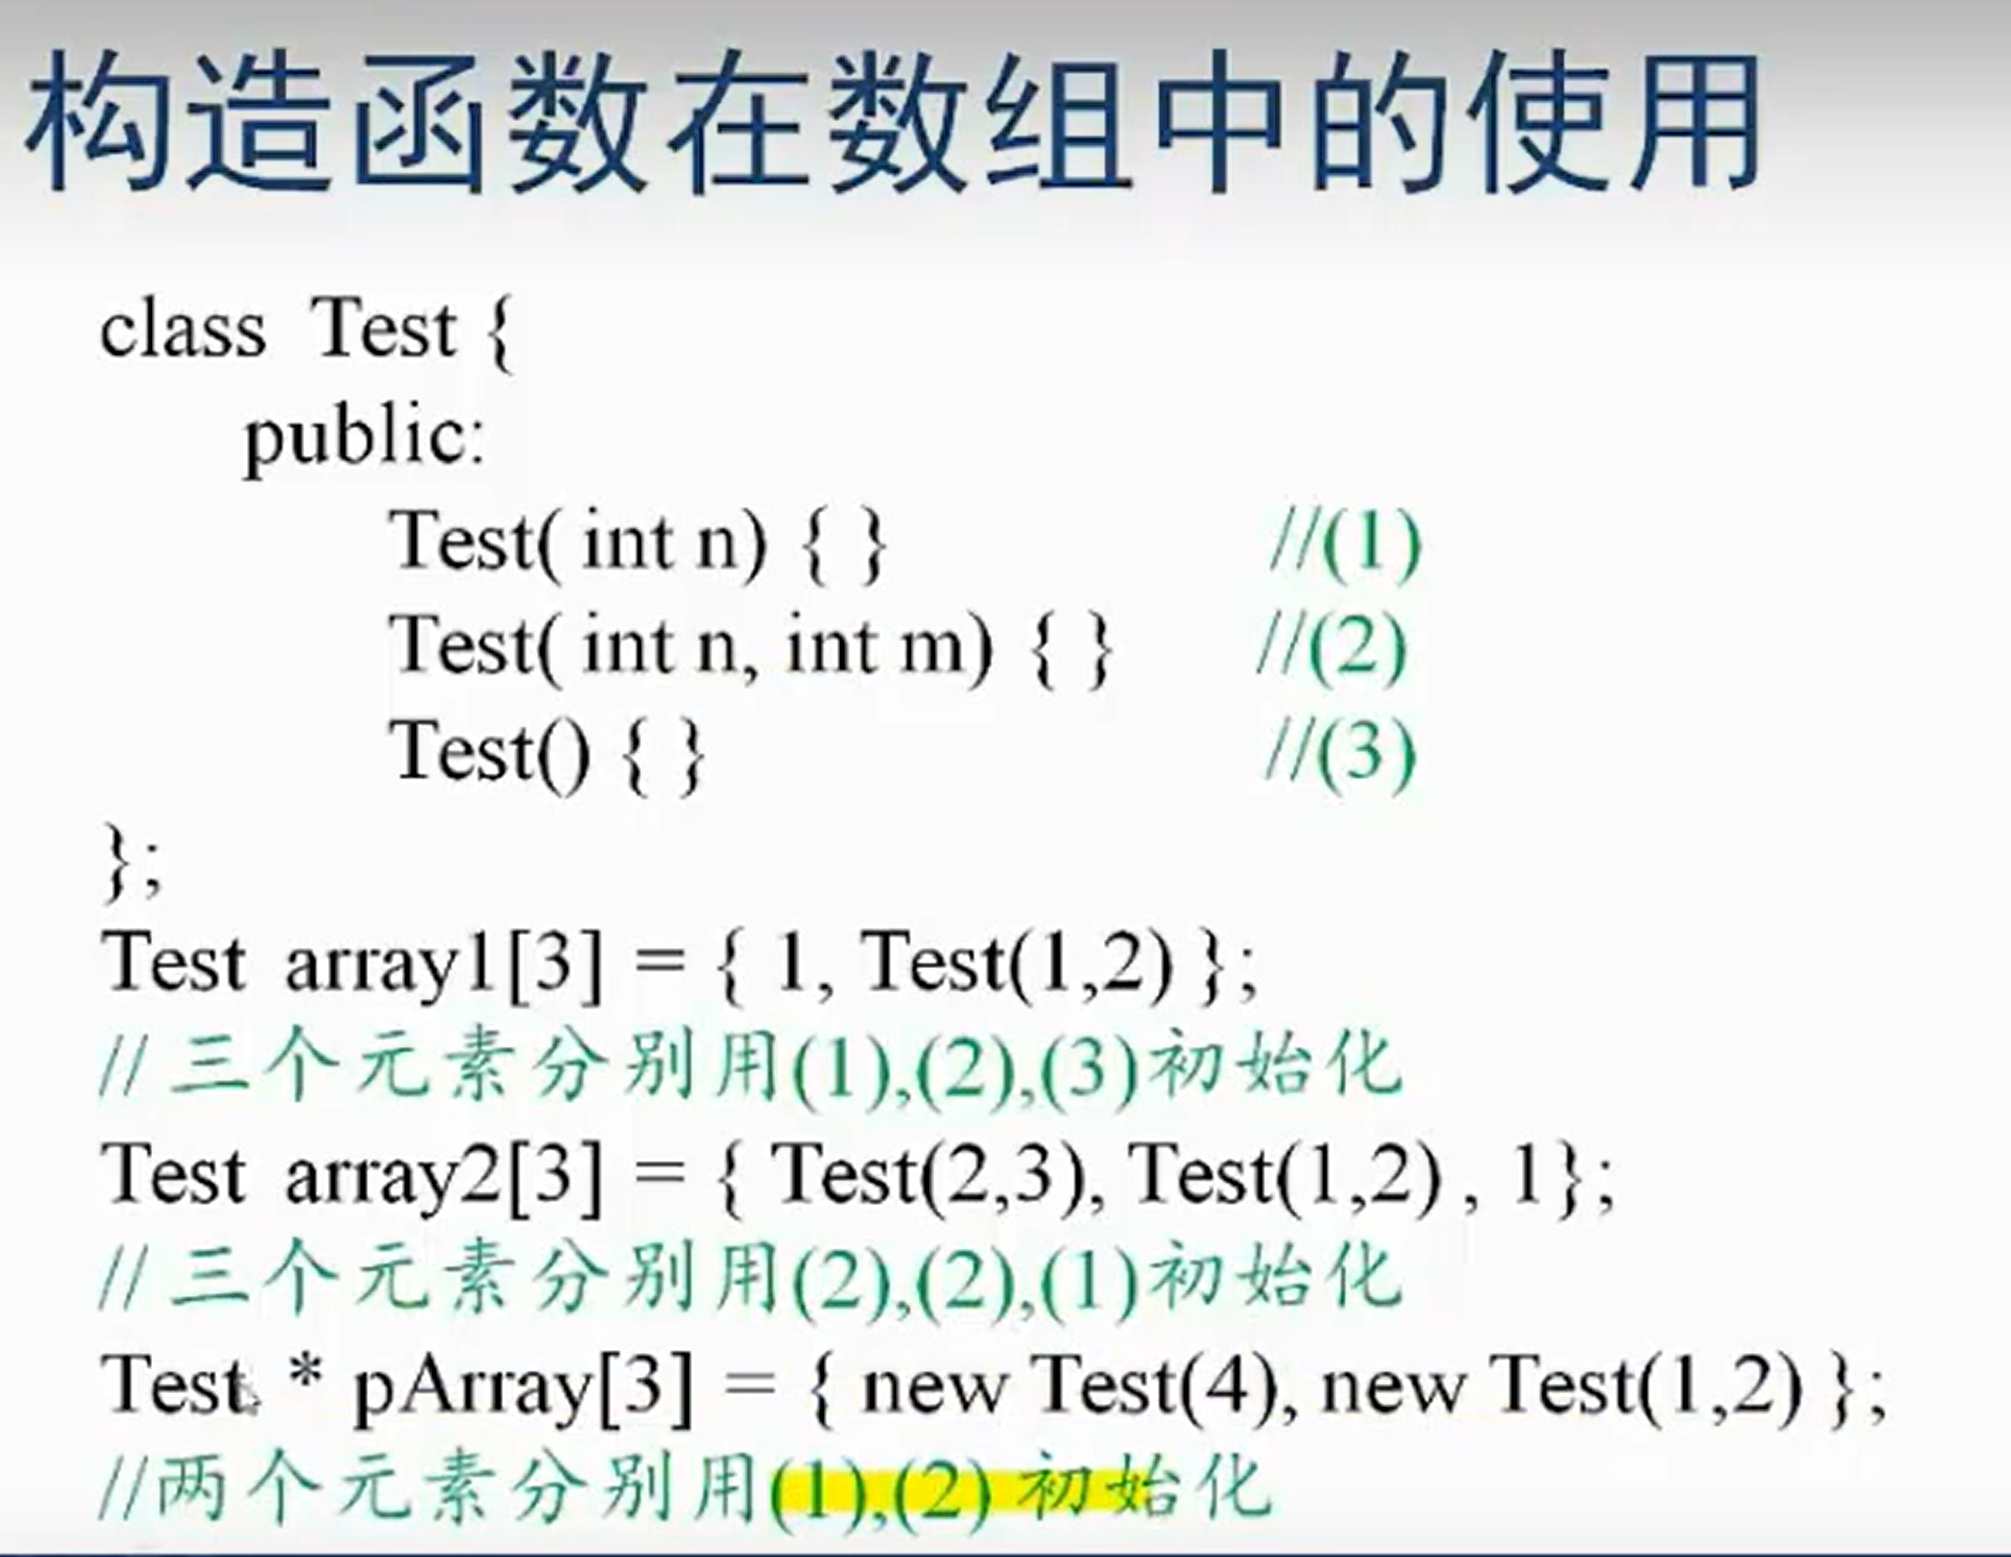 构造函数在数组中的使用
class Test {
public:
Test( int n) { } //(1)
Test( int n, int m) { } //(2)
Test() { } //(3)
};
Test array1[3] = { 1, Test(1,2) };
// 三个元素分别用(1),(2),(3)初始化
Test array2[3] = { Test(2,3), Test(1,2) , 1};
// 三个元素分别用(2),(2),(1)初始化
Test * pArray[3] = { new Test(4), new Test(1,2) };
//两个元素分别用(1),(2) 初始化